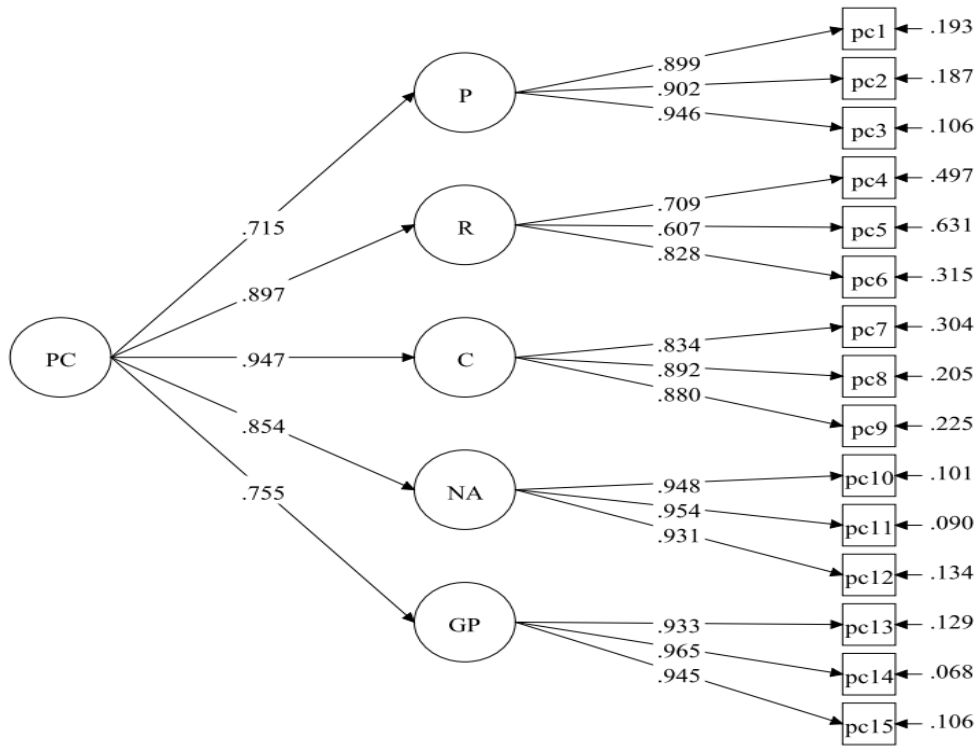 pc1 .193
.899
P
pc2 .187
.902
.946
pc3 .106
pc4 .497
.709
.715
R
pc5 .631
.607
.828
pc6 .315
.897
pc7 .304
.834
PC
.947
C
pc8 .205
.892
.880
pc9 .225
.854
pc10 .101
.948
.755
NA
.954
pc11 .090
.931
pc12 .134
GP
.933
pc13 .129
.965
pc14 .068
.945
pc15 .106